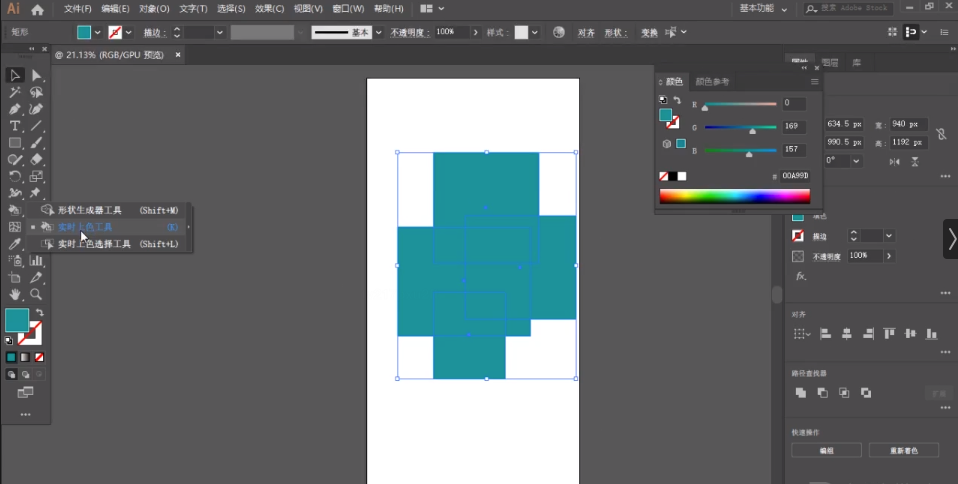 Ai 文件(F) 编辑(E) 对象(O) 文字(T) 选择(S) 效果(C) 视图(V) 窗口(W) 帮助(H) 基本功能 搜索 Adobe Stock
矩形 描边: 基本 不透明度: 100% 样式: 对齐 形状: 变换
@ 21.13% (RGB/GPU 预览) ×
属性 图层 库
颜色 颜色参考
R 0
G 169
B 157
# 00A99D
634.5 px 宽: 940 px
990.5 px 高: 1192 px
0°
形状生成器工具 (Shift+M)
实时上色工具 (K)
实时上色选择工具 (Shift+L)
填色
描边
不透明度 100%
fx.
对齐
路径查找器
扩展
快速操作
编组 重新着色